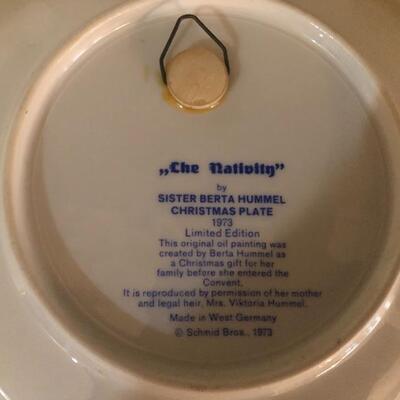 „The Nativity”
by
SISTER BERTA HUMMEL
CHRISTMAS PLATE
1973
Limited Edition
This original oil painting was
created by Berta Hummel as
a Christmas gift for her
family before she entered the
Convent.
It is reproduced by permission of her mother
and legal heir, Mrs. Viktoria Hummel.
Made in West Germany
© Schmid Bros., 1973